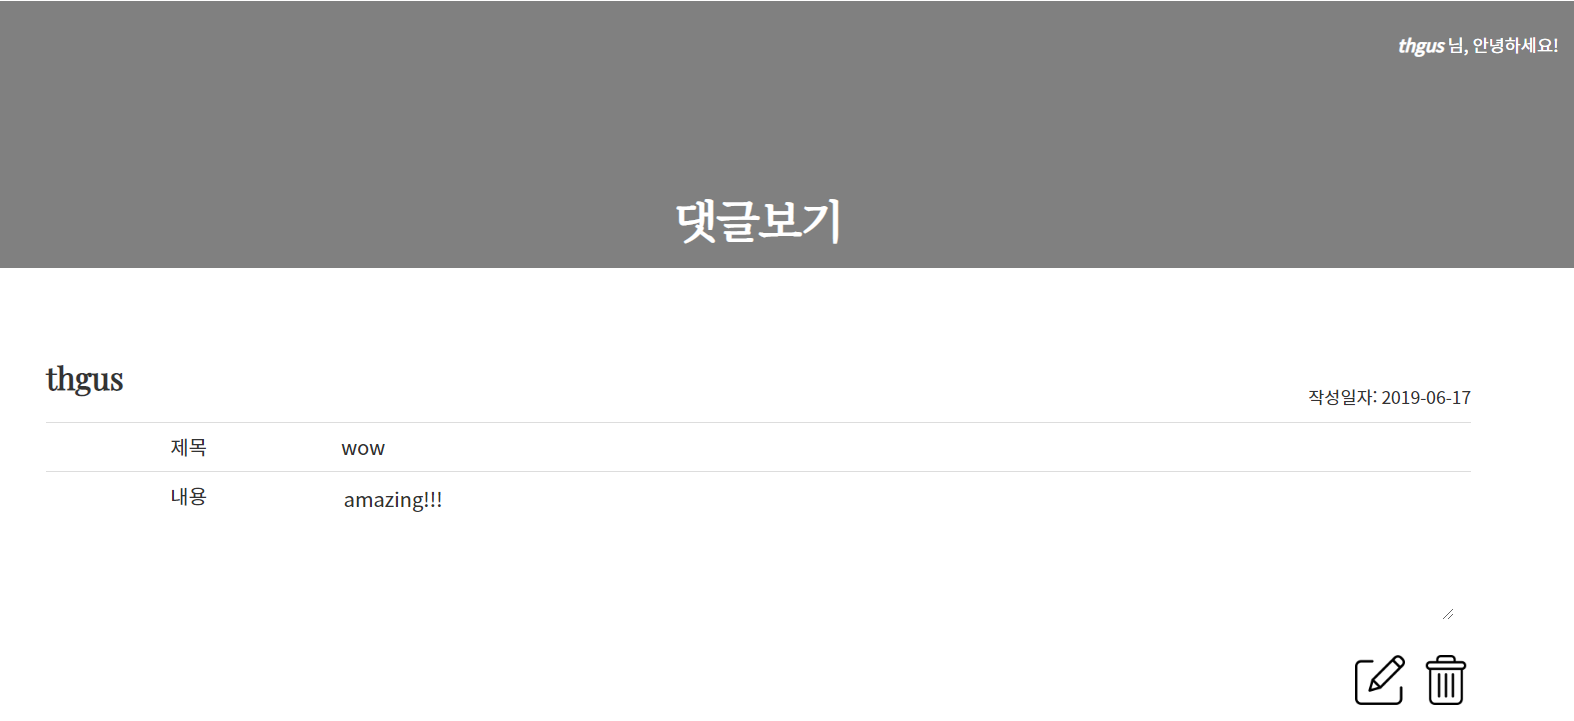 thgus 님, 안녕하세요!
댓글보기
thgus
작성일자: 2019-06-17
제목 wow
내용 amazing!!!